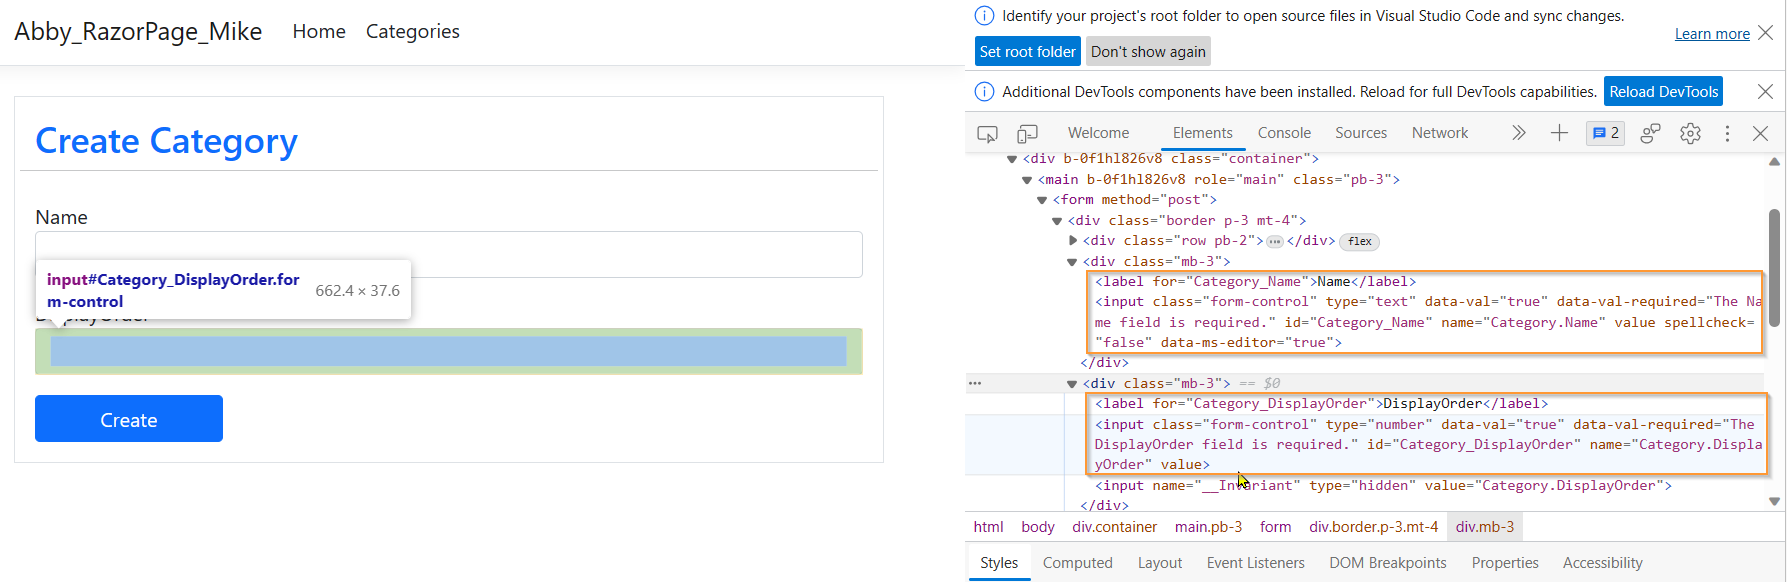 Abby_RazorPage_Mike Home Categories
Create Category
Name
input#Category_DisplayOrder.for
m-control
662.4 × 37.6
Create
Identify your project's root folder to open source files in Visual Studio Code and sync changes.
Learn more
Set root folder Don't show again
Additional DevTools components have been installed. Reload for full DevTools capabilities. Reload DevTools
Welcome Elements Console Sources Network 2
<div b-0f1hl826v8 class="container">
<main b-0f1hl826v8 role="main" class="pb-3">
<form method="post">
<div class="border p-3 mt-4">
<div class="row pb-2"> ••• </div> flex
<div class="mb-3">
<label for="Category_Name">Name</label>
<input class="form-control" type="text" data-val="true" data-val-required="The Na
me field is required." id="Category_Name" name="Category.Name" value spellcheck=
"false" data-ms-editor="true">
</div>
<div class="mb-3"> == $0
<label for="Category_DisplayOrder">DisplayOrder</label>
<input class="form-control" type="number" data-val="true" data-val-required="The
DisplayOrder field is required." id="Category_DisplayOrder" name="Category.Displa
yOrder" value>
<input name="__Invariant" type="hidden" value="Category.DisplayOrder">
</div>
html body div.container main.pb-3 form div.border.p-3.mt-4 div.mb-3
Styles Computed Layout Event Listeners DOM Breakpoints Properties Accessibility